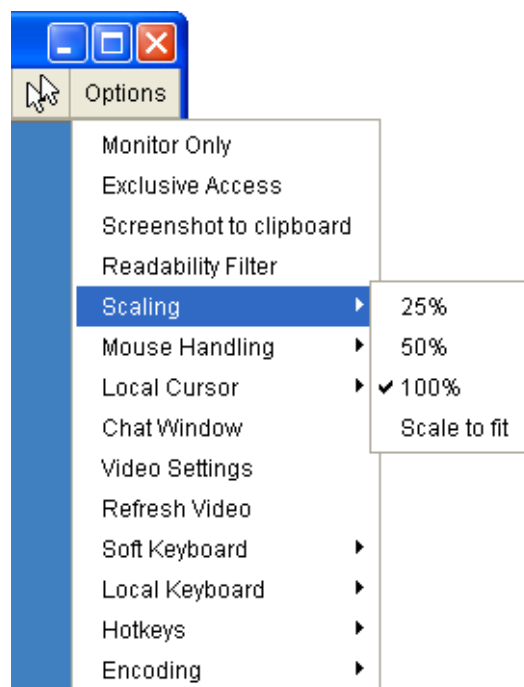 Options
Monitor Only
Exclusive Access
Screenshot to clipboard
Readability Filter
Scaling
Mouse Handling
Local Cursor
Chat Window
Video Settings
Refresh Video
Soft Keyboard
Local Keyboard
Hotkeys
Encoding
25%
50%
100%
Scale to fit